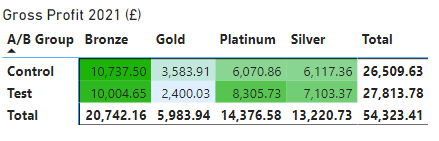 Gross Profit 2021 (£)
A/B Group Bronze Gold Platinum Silver Total
Control 10,737.50 3,583.91 6,070.86 6,117.36 26,509.63
Test 10,004.65 2,400.03 8,305.73 7,103.37 27,813.78
Total 20,742.16 5,983.94 14,376.58 13,220.73 54,323.41